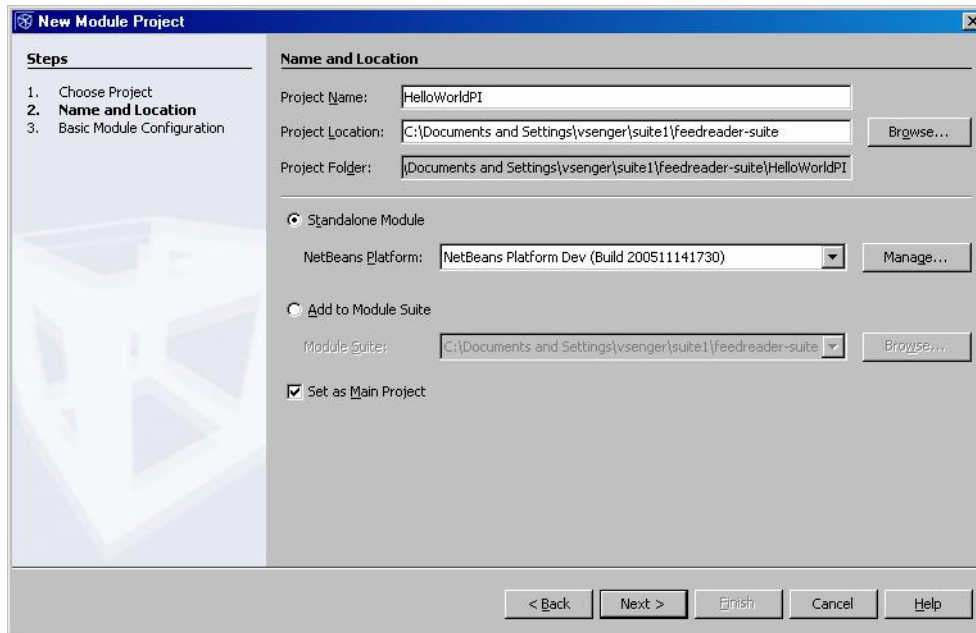 New Module Project
Steps
1. Choose Project
2. Name and Location
3. Basic Module Configuration
Name and Location
Project Name: HelloWorldPI
Project Location: C:\Documents and Settings\vsenger\suite1\feedreader-suite Browse...
Project Folder: \Documents and Settings\vsenger\suite1\feedreader-suite\HelloWorldPI
Standalone Module
NetBeans Platform: NetBeans Platform Dev (Build 200511141730) Manage...
Add to Module Suite
Module Suite: C:\Documents and Settings\vsenger\suite1\feedreader-suite Browse...
Set as Main Project
< Back Next > Finish Cancel Help